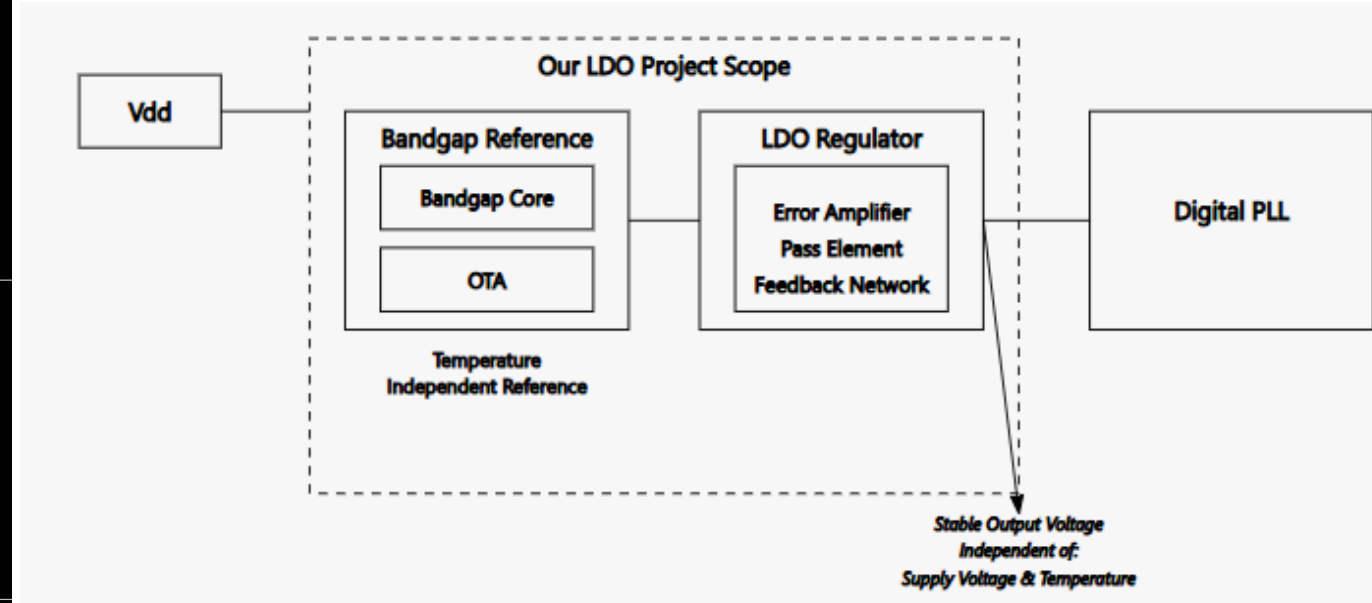 Our LDO Project Scope
Vdd
Bandgap Reference
Bandgap Core
OTA
Temperature
Independent Reference
LDO Regulator
Error Amplifier
Pass Element
Feedback Network
Digital PLL
Stable Output Voltage
Independent of:
Supply Voltage & Temperature